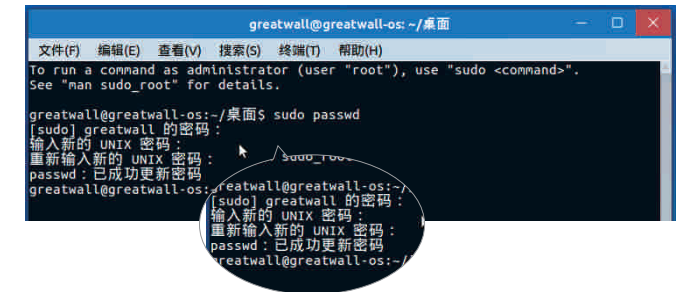 greatwall@greatwall-os: ~/桌面
文件(F) 编辑(E) 查看(V) 搜索(S) 终端(T) 帮助(H)
To run a command as administrator (user "root"), use "sudo <command>".
See "man sudo_root" for details.
greatwall@greatwall-os:~/桌面$ sudo passwd
[sudo] greatwall 的密码：
输入新的 UNIX 密码：
重新输入新的 UNIX 密码：
passwd：已成功更新密码
greatwall@greatwall-os:
sudo_root
greatwall@greatwall-os:~/
[sudo] greatwall 的密码：
输入新的 UNIX 密码：
重新输入新的 UNIX 密码：
passwd：已成功更新密码
greatwall@greatwall-os:~/